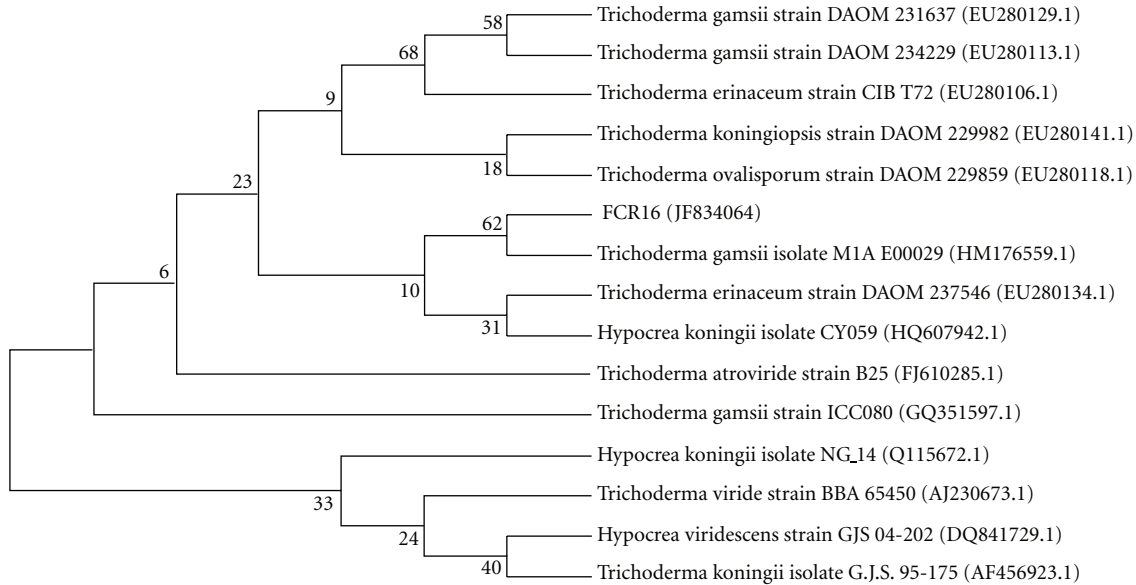 58
Trichoderma gamsii strain DAOM 231637 (EU280129.1)
68
Trichoderma gamsii strain DAOM 234229 (EU280113.1)
9
Trichoderma erinaceum strain CIB T72 (EU280106.1)
Trichoderma koningiopsis strain DAOM 229982 (EU280141.1)
18
Trichoderma ovalisporum strain DAOM 229859 (EU280118.1)
23
FCR16 (JF834064)
62
Trichoderma gamsii isolate M1A E00029 (HM176559.1)
6
10
Trichoderma erinaceum strain DAOM 237546 (EU280134.1)
31
Hypocrea koningii isolate CY059 (HQ607942.1)
Trichoderma atroviride strain B25 (FJ610285.1)
Trichoderma gamsii strain ICC080 (GQ351597.1)
Hypocrea koningii isolate NG_14 (Q115672.1)
33
Trichoderma viride strain BBA 65450 (AJ230673.1)
24
Hypocrea viridescens strain GJS 04-202 (DQ841729.1)
40
Trichoderma koningii isolate G.J.S. 95-175 (AF456923.1)